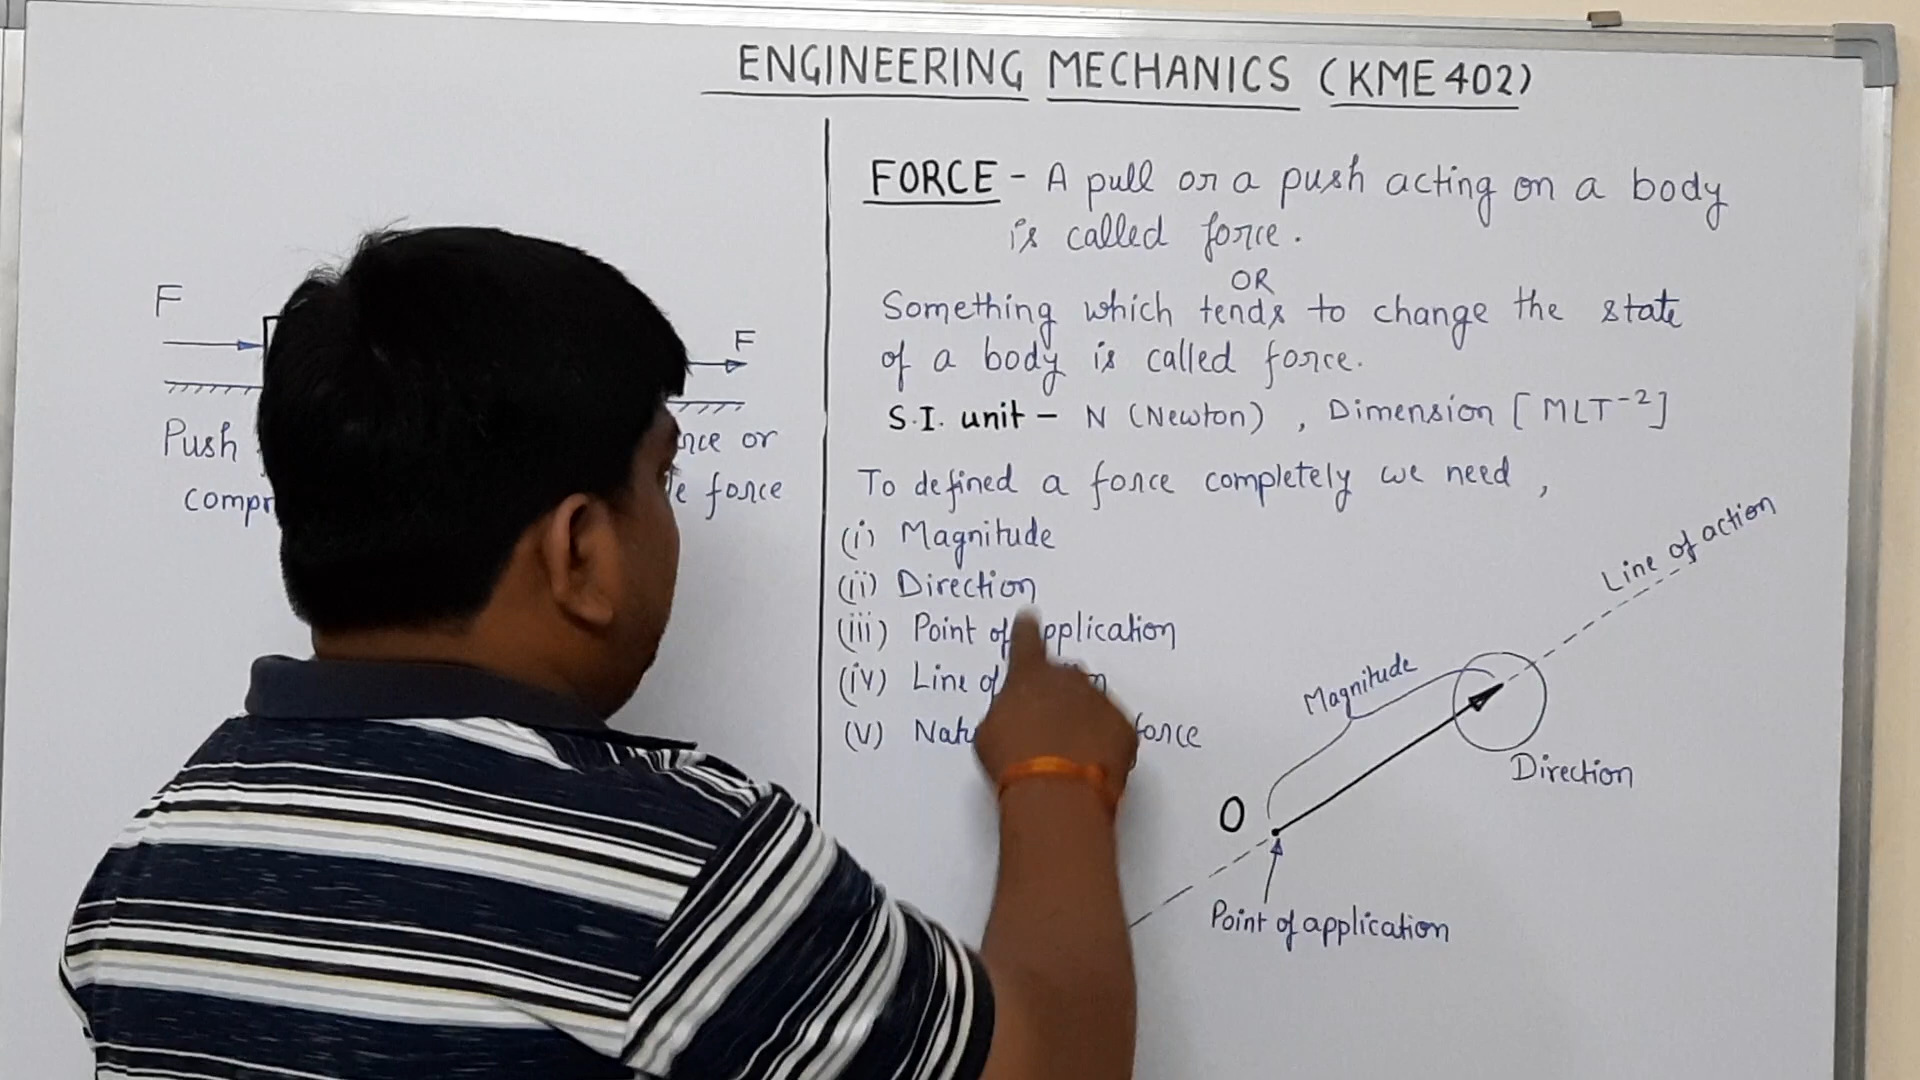 ENGINEERING MECHANICS (KME 402)
F
F
Push
or
force
FORCE - A pull or a push acting on a body
is called force.
OR
Something which tends to change the state
of a body is called force.
S.I. unit - N (Newton) , Dimension [MLT⁻²]
To defined a force completely we need ,
(i) Magnitude
(ii) Direction
(iii) Point of application
(iv) Line of
(v) force
Line of action
Magnitude
Direction
O
Point of application